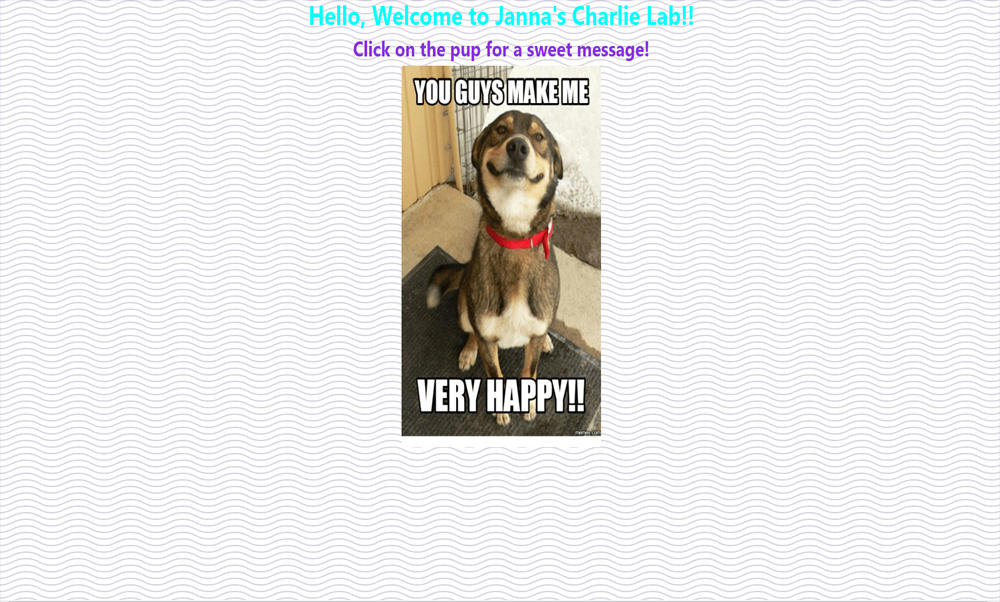 Hello, Welcome to Janna's Charlie Lab!!
Click on the pup for a sweet message!
YOU GUYS MAKE ME
VERY HAPPY!!
memes.com